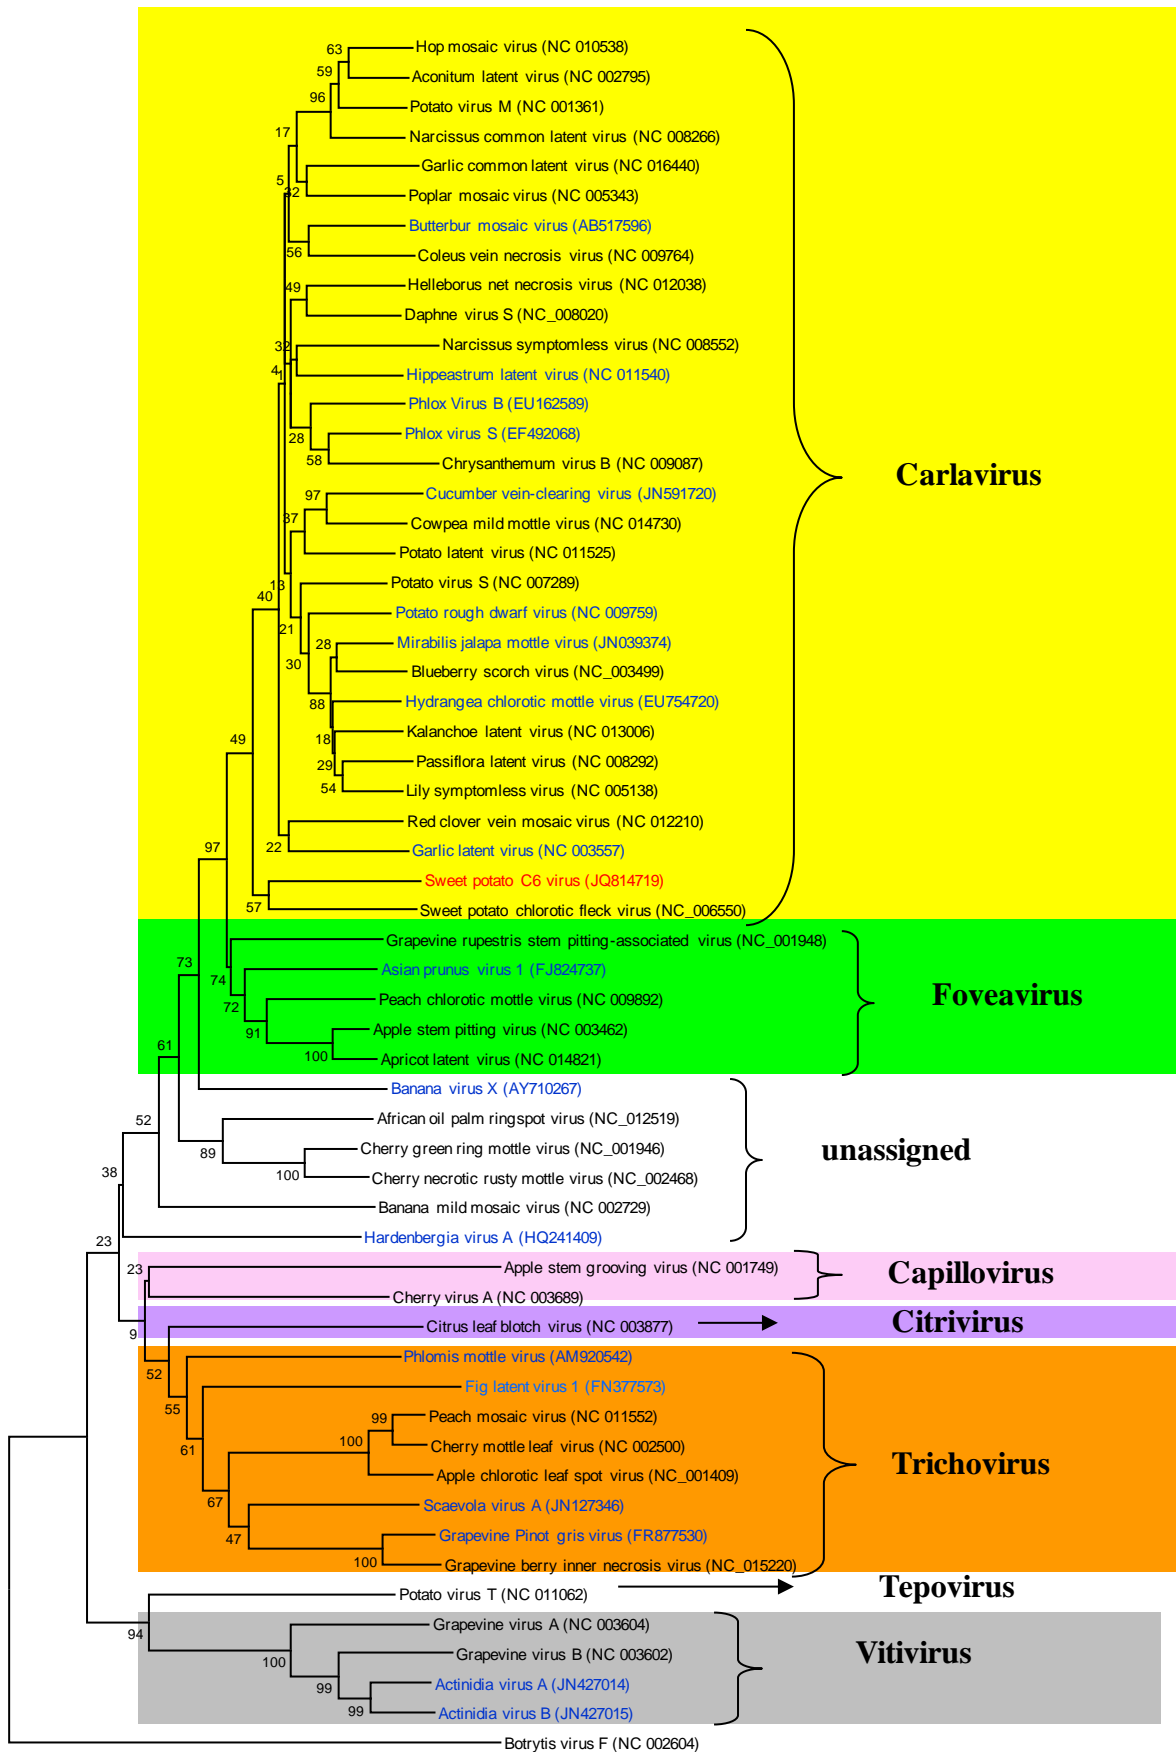 63
Hop mosaic virus (NC 010538)
59
Aconitum latent virus (NC 002795)
96
Potato virus M (NC 001361)
17
Narcissus common latent virus (NC 008266)
Garlic common latent virus (NC 016440)
5
32
Poplar mosaic virus (NC 005343)
Butterbur mosaic virus (AB517596)
56
Coleus vein necrosis virus (NC 009764)
Helleborus net necrosis virus (NC 012038)
49
Daphne virus S (NC_008020)
32
Narcissus symptomless virus (NC 008552)
4
1
Hippeastrum latent virus (NC 011540)
Phlox Virus B (EU162589)
28
Phlox virus S (EF492068)
58
Chrysanthemum virus B (NC 009087)
Carlavirus
97
Cucumber vein-clearing virus (JN591720)
37
Cowpea mild mottle virus (NC 014730)
Potato latent virus (NC 011525)
13
Potato virus S (NC 007289)
40
21
Potato rough dwarf virus (NC 009759)
28
Mirabilis jalapa mottle virus (JN039374)
30
Blueberry scorch virus (NC_003499)
88
Hydrangea chlorotic mottle virus (EU754720)
18
Kalanchoe latent virus (NC 013006)
49
29
Passiflora latent virus (NC 008292)
54
Lily symptomless virus (NC 005138)
Red clover vein mosaic virus (NC 012210)
97
22
Garlic latent virus (NC 003557)
Sweet potato C6 virus (JQ814719)
57
Sweet potato chlorotic fleck virus (NC_006550)
Grapevine rupestris stem pitting-associated virus (NC_001948)
73
74
Asian prunus virus 1 (FJ824737)
72
Peach chlorotic mottle virus (NC 009892)
Foveavirus
91
Apple stem pitting virus (NC 003462)
61
100
Apricot latent virus (NC 014821)
Banana virus X (AY710267)
52
African oil palm ringspot virus (NC_012519)
89
Cherry green ring mottle virus (NC_001946)
unassigned
38
100
Cherry necrotic rusty mottle virus (NC_002468)
Banana mild mosaic virus (NC 002729)
23
Hardenbergia virus A (HQ241409)
23
Apple stem grooving virus (NC 001749)
Capillovirus
Cherry virus A (NC 003689)
9
Citrus leaf blotch virus (NC 003877)
Citrivirus
52
Phlomis mottle virus (AM920542)
55
Fig latent virus 1 (FN377573)
99
Peach mosaic virus (NC 011552)
61
100
Cherry mottle leaf virus (NC 002500)
Trichovirus
Apple chlorotic leaf spot virus (NC_001409)
67
Scaevola virus A (JN127346)
47
Grapevine Pinot gris virus (FR877530)
100
Grapevine berry inner necrosis virus (NC_015220)
Potato virus T (NC 011062)
Tepovirus
94
Grapevine virus A (NC 003604)
100
Grapevine virus B (NC 003602)
Vitivirus
99
Actinidia virus A (JN427014)
99
Actinidia virus B (JN427015)
Botrytis virus F (NC 002604)